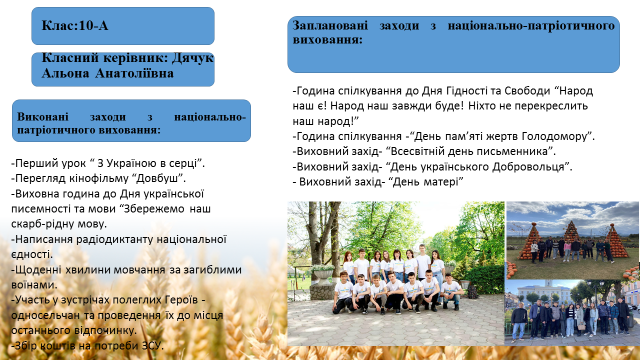 Клас:10-А
Класний керівник: Дячук
Альона Анатоліївна
Виконані заходи з національно-
патріотичного виховання:
-Перший урок “ З Україною в серці”.
-Перегляд кінофільму “Довбуш”.
-Виховна година до Дня української
писемності та мови “Збережемо наш
скарб-рідну мову.
-Написання радіодиктанту національної
єдності.
-Щоденні хвилини мовчання за загиблими
воїнами.
-Участь у зустрічах полеглих Героїв -
односельчан та проведення їх до місця
останнього відпочинку.
-Збір коштів на потреби ЗСУ.
Заплановані заходи з національно-патріотичного
виховання:
-Година спілкування до Дня Гідності та Свободи “Народ
наш є! Народ наш завжди буде! Ніхто не перекреслить
наш народ!”
-Година спілкування -“День пам’яті жертв Голодомору”.
-Виховний захід- “Всесвітній день письменника”.
-Виховний захід- “День українського Добровольця”.
- Виховний захід- “День матері”